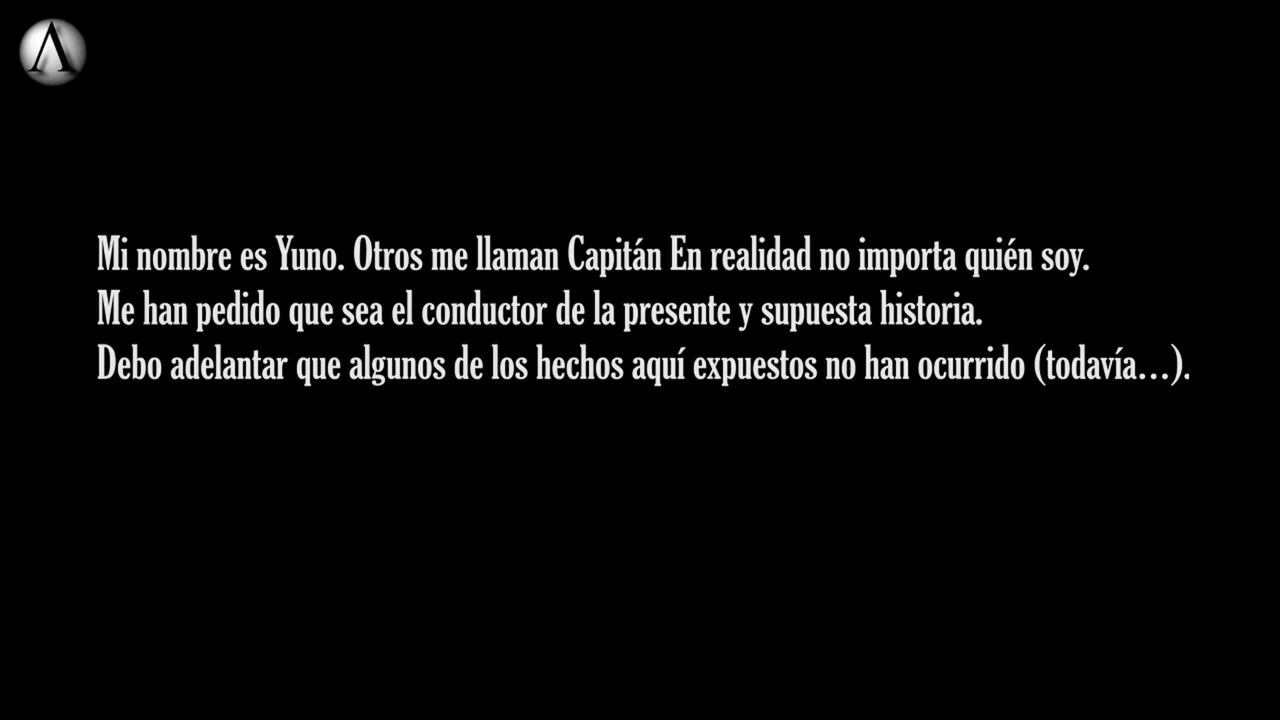 Λ
Mi nombre es Yuno. Otros me llaman Capitán En realidad no importa quién soy.
Me han pedido que sea el conductor de la presente y supuesta historia.
Debo adelantar que algunos de los hechos aquí expuestos no han ocurrido (todavía...).